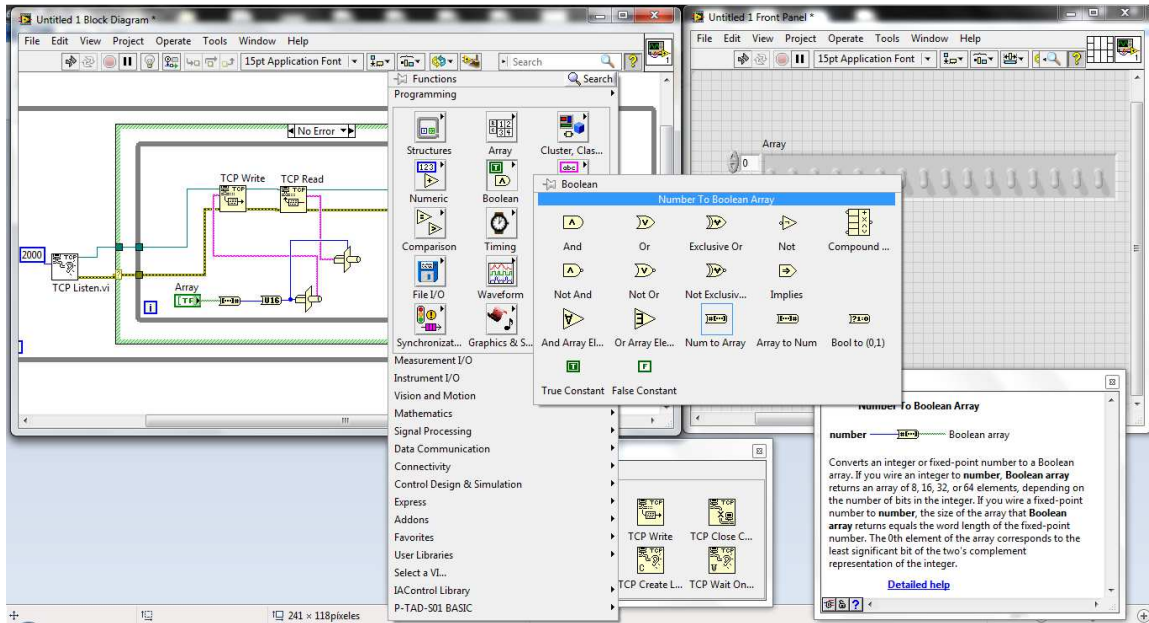 Untitled 1 Block Diagram *
File Edit View Project Operate Tools Window Help
15pt Application Font
Search
No Error
TCP Write TCP Read
2000
TCP Listen.vi
Array
TF
U16
i
Functions
Search
Programming
Structures Array Cluster, Clas...
Numeric Boolean
Comparison Timing
File I/O Waveform
Synchronizat... Graphics & S...
Measurement I/O
Instrument I/O
Vision and Motion
Mathematics
Signal Processing
Data Communication
Connectivity
Control Design & Simulation
Express
Addons
Favorites
User Libraries
Select a VI...
IAControl Library
P-TAD-S01 BASIC
Boolean
Number To Boolean Array
And Or Exclusive Or Not Compound ...
Not And Not Or Not Exclusiv... Implies
And Array El... Or Array Ele... Num to Array Array to Num Bool to (0,1)
True Constant False Constant
Untitled 1 Front Panel *
File Edit View Project Operate Tools Window Help
15pt Application Font
Array
0
TCP Write TCP Close C...
TCP Create L... TCP Wait On...
Number To Boolean Array
number Boolean array
Converts an integer or fixed-point number to a Boolean
array. If you wire an integer to number, Boolean array
returns an array of 8, 16, 32, or 64 elements, depending on
the number of bits in the integer. If you wire a fixed-point
number to number, the size of the array that Boolean
array returns equals the word length of the fixed-point
number. The 0th element of the array corresponds to the
least significant bit of the two's complement
representation of the integer.
Detailed help
241 × 118píxeles